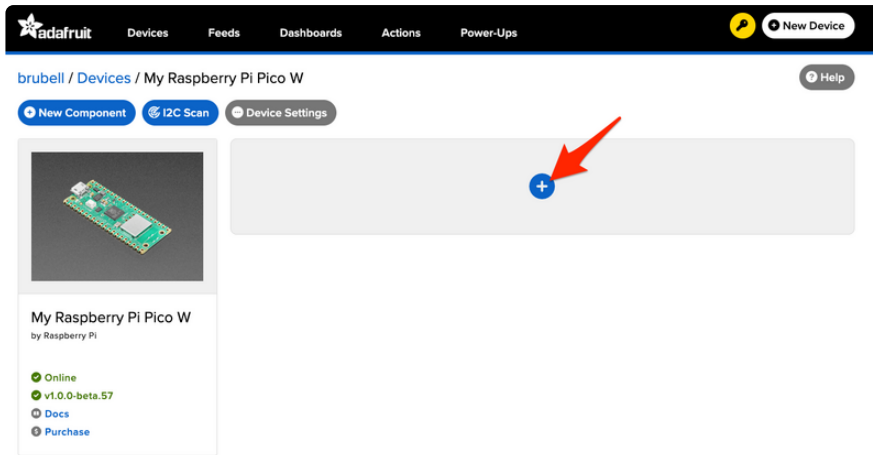 adafruit Devices Feeds Dashboards Actions Power-Ups New Device
brubell / Devices / My Raspberry Pi Pico W Help
New Component I2C Scan Device Settings
My Raspberry Pi Pico W
by Raspberry Pi
Online
v1.0.0-beta.57
Docs
Purchase